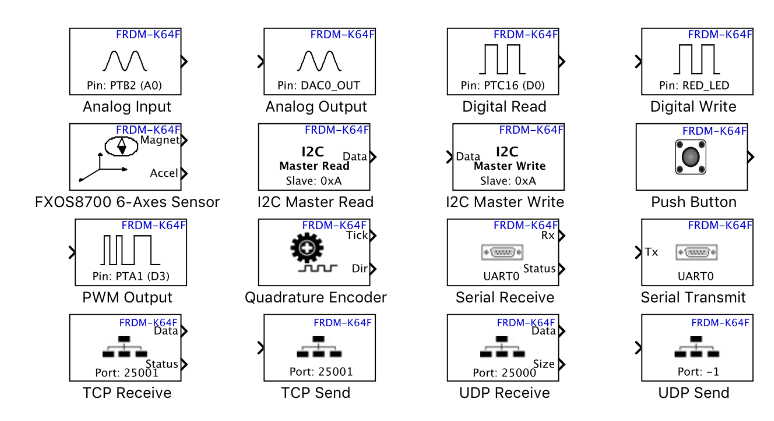 FRDM-K64F
Pin: PTB2 (A0)
Analog Input
FRDM-K64F
Pin: DAC0_OUT
Analog Output
FRDM-K64F
Pin: PTC16 (D0)
Digital Read
FRDM-K64F
Pin: RED_LED
Digital Write
FRDM-K64F
Magnet
Accel
FXOS8700 6-Axes Sensor
FRDM-K64F
I2C
Master Read
Data
Slave: 0xA
I2C Master Read
FRDM-K64F
I2C
Data
Master Write
Slave: 0xA
I2C Master Write
FRDM-K64F
Push Button
FRDM-K64F
Pin: PTA1 (D3)
PWM Output
FRDM-K64F
Tick
Dir
Quadrature Encoder
FRDM-K64F
Rx
Status
UART0
Serial Receive
FRDM-K64F
Tx
UART0
Serial Transmit
FRDM-K64F
Data
Status
Port: 25001
TCP Receive
FRDM-K64F
Port: 25001
TCP Send
FRDM-K64F
Data
Size
Port: 25000
UDP Receive
FRDM-K64F
Port: -1
UDP Send